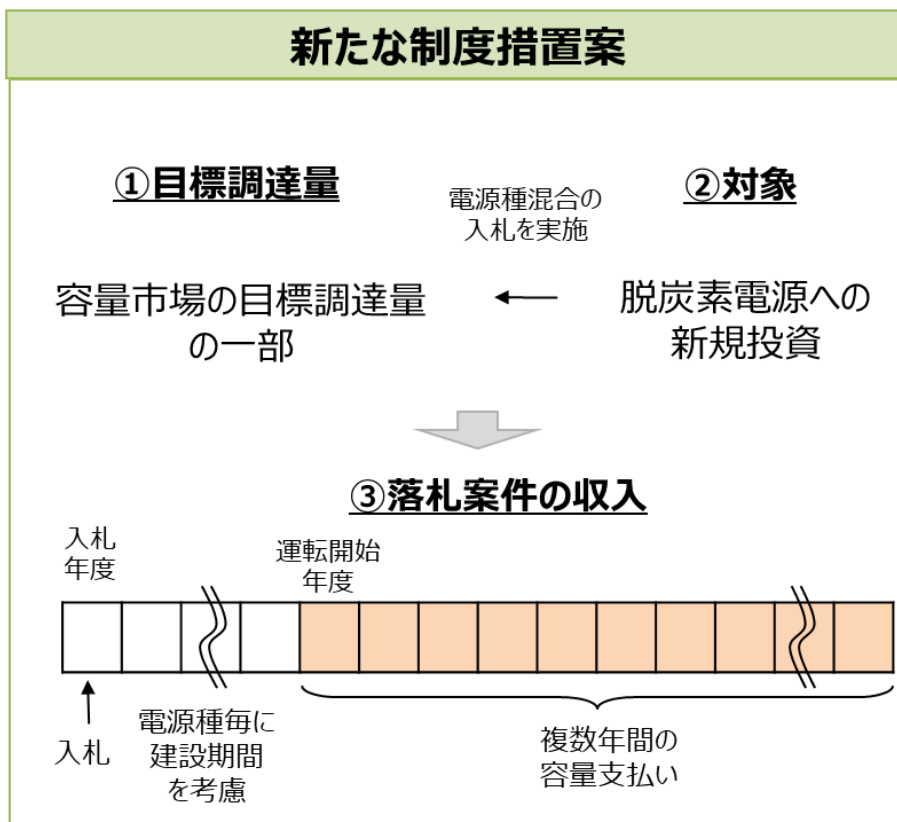 新たな制度措置案
①目標調達量
電源種混合の
入札を実施
②対象
容量市場の目標調達量
の一部
脱炭素電源への
新規投資
③落札案件の収入
入札
年度
運転開始
年度
入札
電源種毎に
建設期間
を考慮
複数年間の
容量支払い